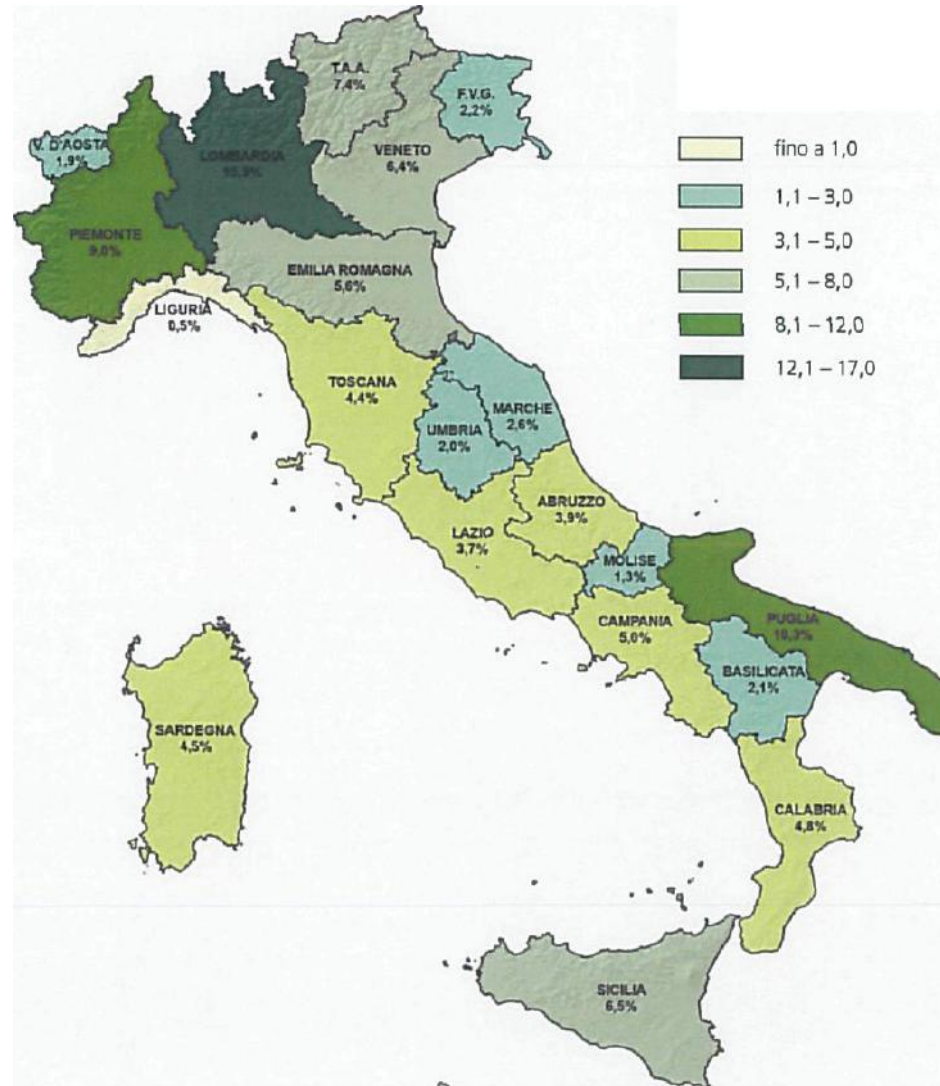 T.A.A.
7,4%
F.V.G.
2,2%
V. D'AOSTA
1,9%
LOMBARDIA
15,9%
VENETO
6,4%
PIEMONTE
9,0%
EMILIA ROMAGNA
5,6%
LIGURIA
0,5%
TOSCANA
4,4%
MARCHE
2,6%
UMBRIA
2,0%
ABRUZZO
3,9%
LAZIO
3,7%
MOLISE
1,3%
CAMPANIA
5,0%
PUGLIA
10,3%
BASILICATA
2,1%
SARDEGNA
4,5%
CALABRIA
4,8%
SICILIA
6,5%
fino a 1,0
1,1 – 3,0
3,1 – 5,0
5,1 – 8,0
8,1 – 12,0
12,1 – 17,0